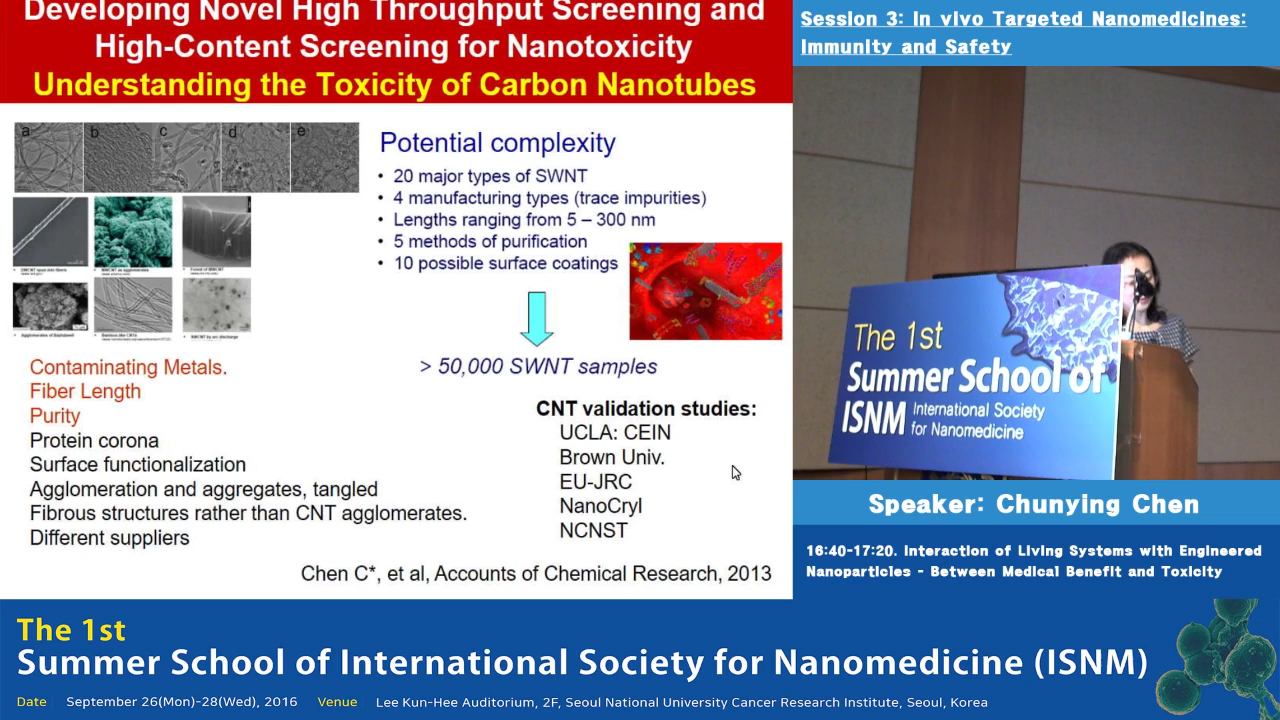 Developing Novel High Throughput Screening and
High-Content Screening for Nanotoxicity
Understanding the Toxicity of Carbon Nanotubes
a b c d e
Potential complexity
• 20 major types of SWNT
• 4 manufacturing types (trace impurities)
• Lengths ranging from 5 – 300 nm
• 5 methods of purification
• 10 possible surface coatings
> 50,000 SWNT samples
Contaminating Metals.
Fiber Length
Purity
Protein corona
Surface functionalization
Agglomeration and aggregates, tangled
Fibrous structures rather than CNT agglomerates.
Different suppliers
CNT validation studies:
UCLA: CEIN
Brown Univ.
EU-JRC
NanoCryl
NCNST
Chen C*, et al, Accounts of Chemical Research, 2013
Session 3: In vivo Targeted Nanomedicines:
Immunity and Safety
The 1st
Summer School of
ISNM International Society
for Nanomedicine
Speaker: Chunying Chen
16:40-17:20. Interaction of Living Systems with Engineered
Nanoparticles - Between Medical Benefit and Toxicity
The 1st
Summer School of International Society for Nanomedicine (ISNM)
Date September 26(Mon)-28(Wed), 2016 Venue Lee Kun-Hee Auditorium, 2F, Seoul National University Cancer Research Institute, Seoul, Korea